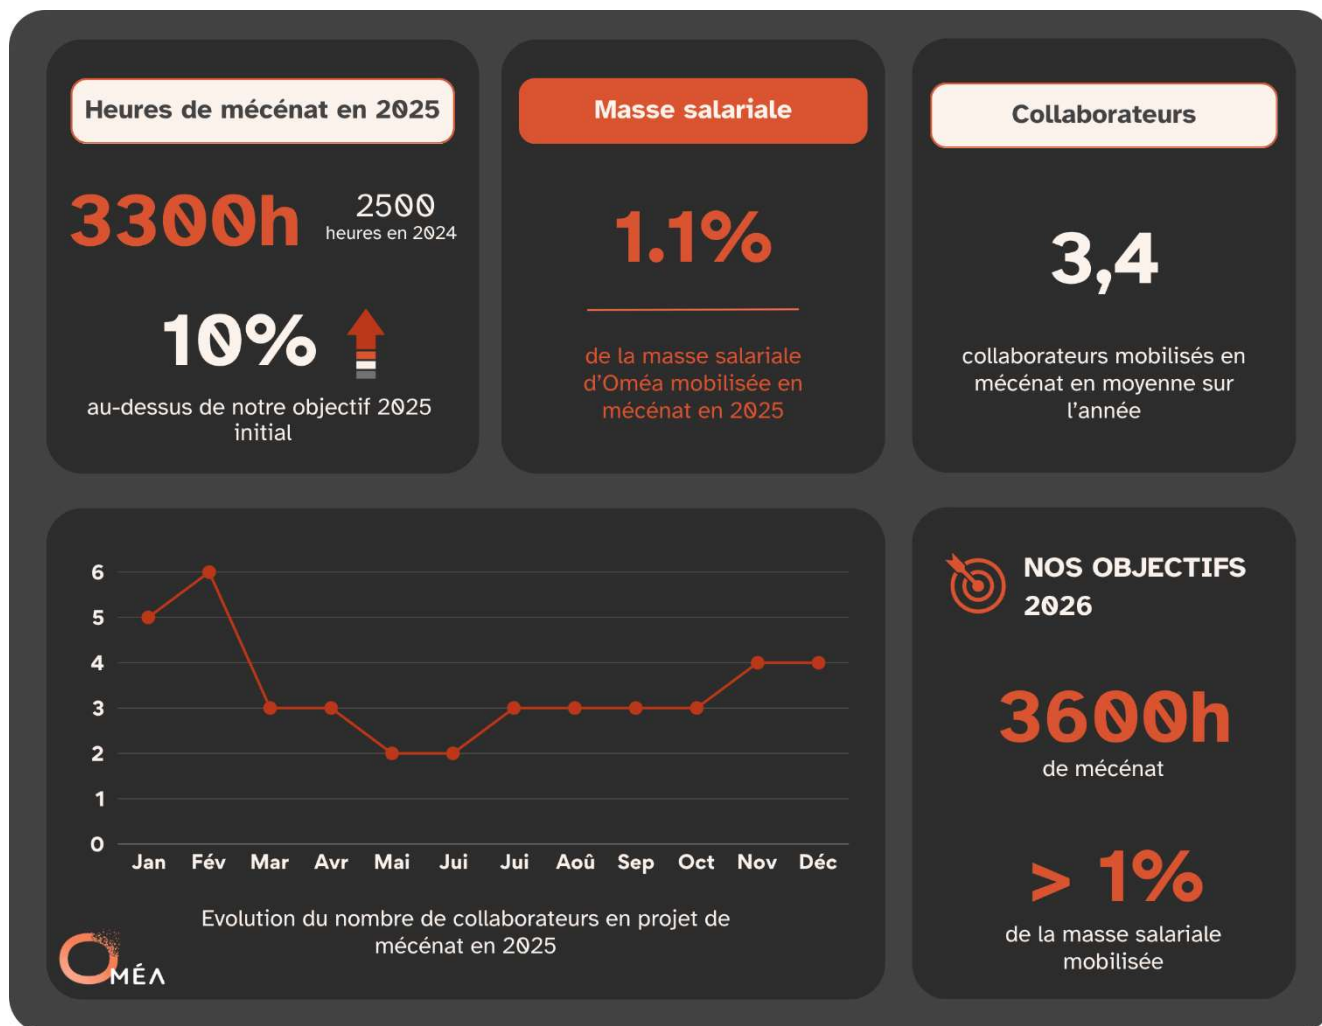 Heures de mécénat en 2025
3300h
2500
heures en 2024
10%
au-dessus de notre objectif 2025
initial
Masse salariale
1.1%
de la masse salariale
d'Oméa mobilisée en
mécénat en 2025
Collaborateurs
3,4
collaborateurs mobilisés en
mécénat en moyenne sur
l'année
6
5
4
3
2
1
0
Jan Fév Mar Avr Mai Jui Jui Aoû Sep Oct Nov Déc
Evolution du nombre de collaborateurs en projet de
mécénat en 2025
OMÉA
NOS OBJECTIFS
2026
3600h
de mécénat
> 1%
de la masse salariale
mobilisée